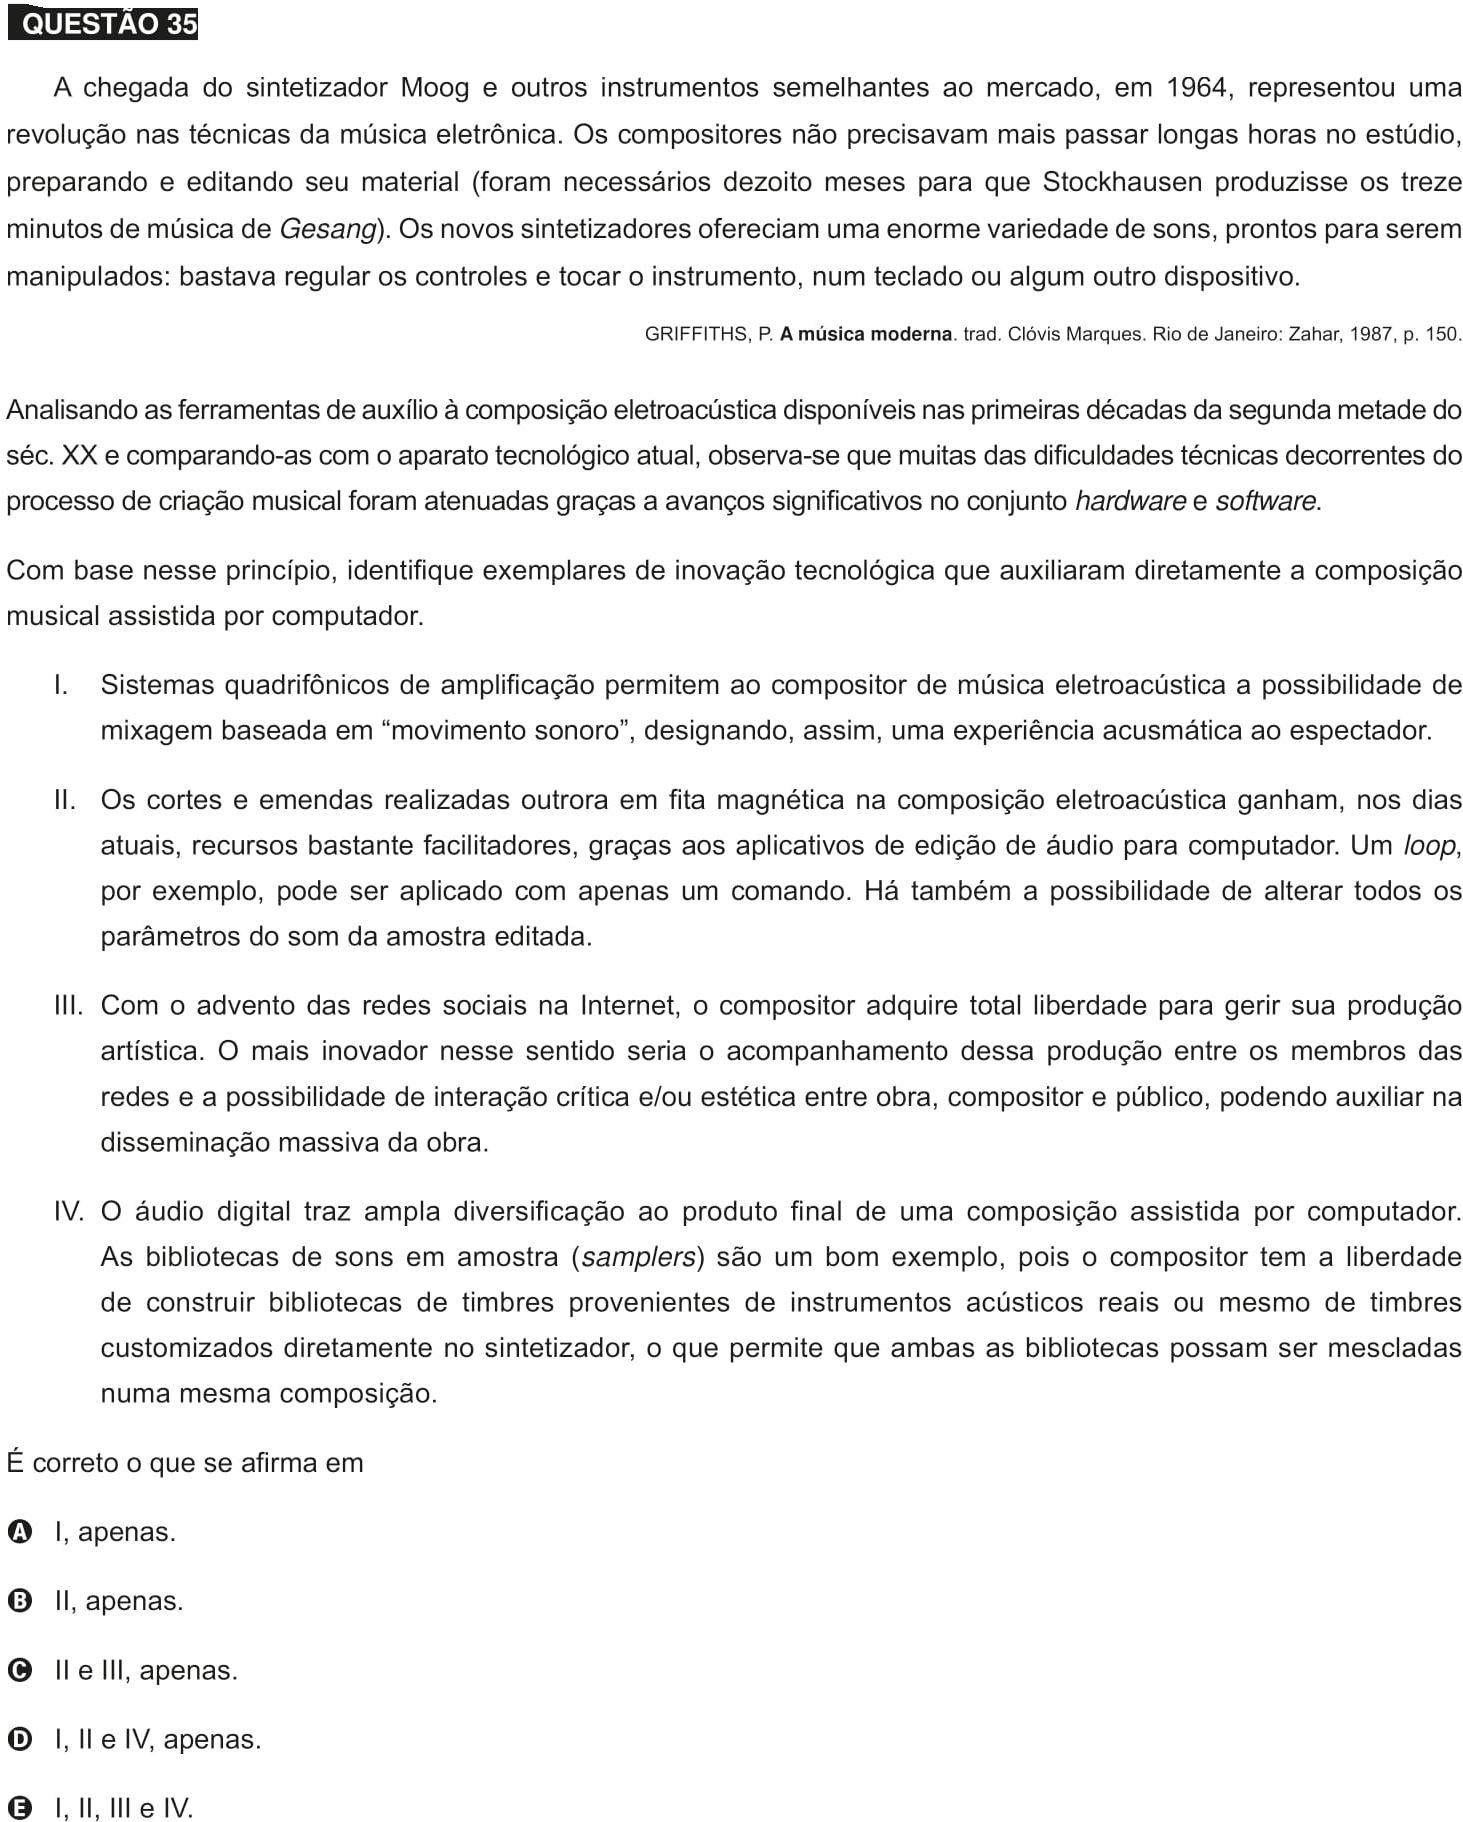 QUESTÃO 35
A chegada do sintetizador Moog e outros instrumentos semelhantes ao mercado, em 1964, representou uma
revolução nas técnicas da música eletrônica. Os compositores não precisavam mais passar longas horas no estúdio,
preparando e editando seu material (foram necessários dezoito meses para que Stockhausen produzisse os treze
minutos de música de Gesang). Os novos sintetizadores ofereciam uma enorme variedade de sons, prontos para serem
manipulados: bastava regular os controles e tocar o instrumento, num teclado ou algum outro dispositivo.
GRIFFITHS, P. A música moderna. trad. Clóvis Marques. Rio de Janeiro: Zahar, 1987, p. 150.
Analisando as ferramentas de auxílio à composição eletroacústica disponíveis nas primeiras décadas da segunda metade do
séc. XX e comparando-as com o aparato tecnológico atual, observa-se que muitas das dificuldades técnicas decorrentes do
processo de criação musical foram atenuadas graças a avanços significativos no conjunto hardware e software.
Com base nesse princípio, identifique exemplares de inovação tecnológica que auxiliaram diretamente a composição
musical assistida por computador.
I. Sistemas quadrifônicos de amplificação permitem ao compositor de música eletroacústica a possibilidade de
mixagem baseada em “movimento sonoro”, designando, assim, uma experiência acusmática ao espectador.
II. Os cortes e emendas realizadas outrora em fita magnética na composição eletroacústica ganham, nos dias
atuais, recursos bastante facilitadores, graças aos aplicativos de edição de áudio para computador. Um loop,
por exemplo, pode ser aplicado com apenas um comando. Há também a possibilidade de alterar todos os
parâmetros do som da amostra editada.
III. Com o advento das redes sociais na Internet, o compositor adquire total liberdade para gerir sua produção
artística. O mais inovador nesse sentido seria o acompanhamento dessa produção entre os membros das
redes e a possibilidade de interação crítica e/ou estética entre obra, compositor e público, podendo auxiliar na
disseminação massiva da obra.
IV. O áudio digital traz ampla diversificação ao produto final de uma composição assistida por computador.
As bibliotecas de sons em amostra (samplers) são um bom exemplo, pois o compositor tem a liberdade
de construir bibliotecas de timbres provenientes de instrumentos acústicos reais ou mesmo de timbres
customizados diretamente no sintetizador, o que permite que ambas as bibliotecas possam ser mescladas
numa mesma composição.
É correto o que se afirma em
A I, apenas.
B II, apenas.
C II e III, apenas.
D I, II e IV, apenas.
E I, II, III e IV.